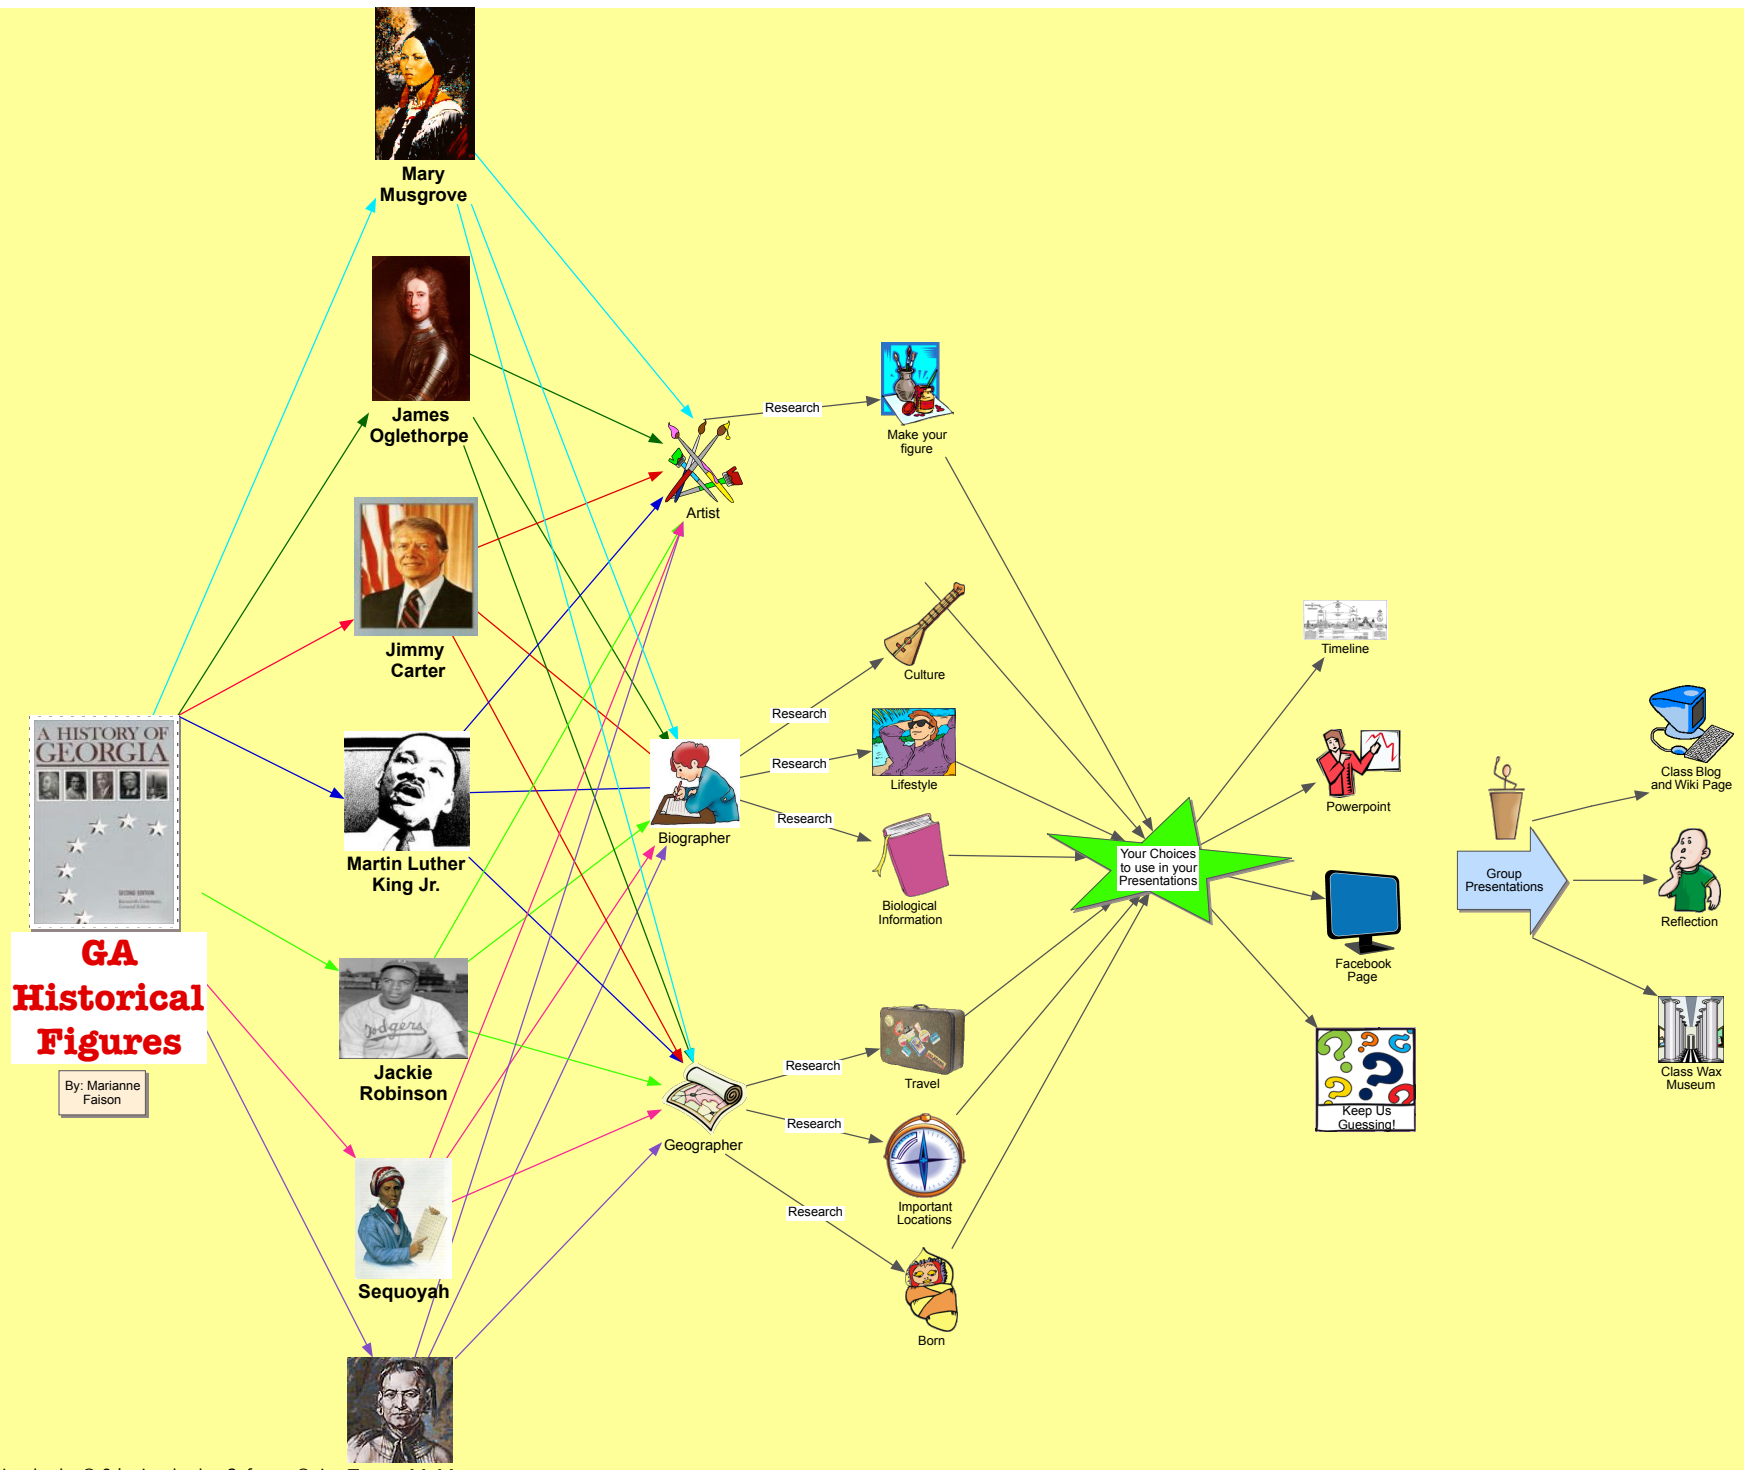 Mary
Musgrove
James
Oglethorpe
Jimmy
Carter
Martin Luther
King Jr.
Jackie
Robinson
Sequoyah
A HISTORY OF
GEORGIA
SECOND EDITION
GA
Historical
Figures
By: Marianne
Faison
Dodgers
Artist
Biographer
Geographer
Research
Research
Research
Research
Research
Research
Research
Make your
figure
Culture
Lifestyle
Biological
Information
Travel
Important
Locations
Born
Your Choices
to use in your
Presentations
Timeline
Powerpoint
Facebook
Page
Keep Us
Guessing!
Group
Presentations
Class Blog
and Wiki Page
Reflection
Class Wax
Museum